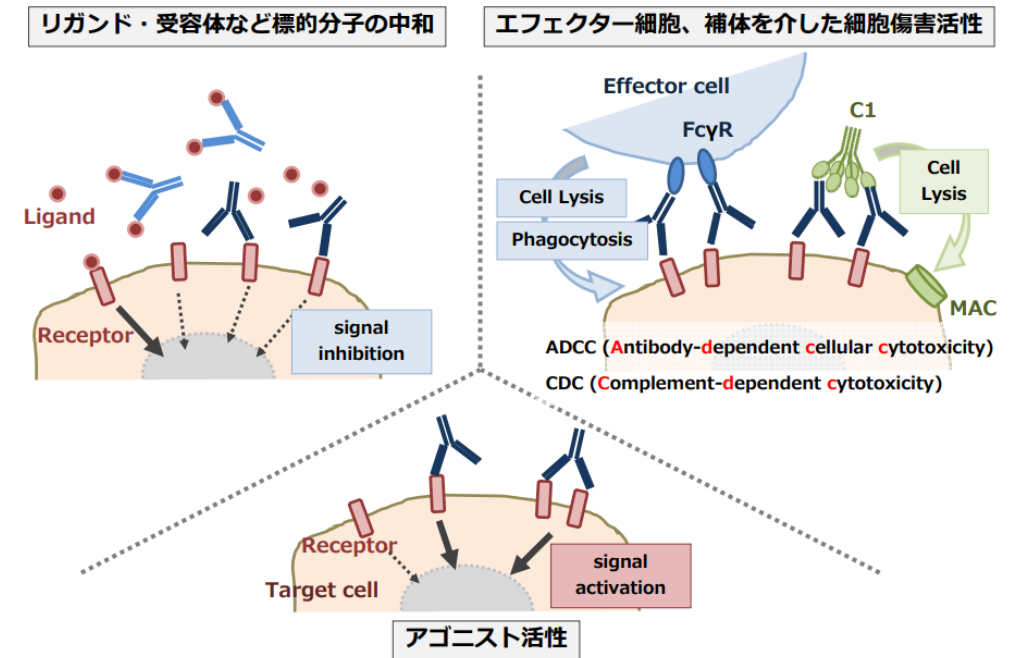 リガンド・受容体など標的分子の中和
Ligand
Receptor
signal
inhibition
エフェクター細胞、補体を介した細胞傷害活性
Effector cell
FcγR
C1
Cell Lysis
Phagocytosis
Cell
Lysis
MAC
ADCC (Antibody-dependent cellular cytotoxicity)
CDC (Complement-dependent cytotoxicity)
Receptor
Target cell
signal
activation
アゴニスト活性